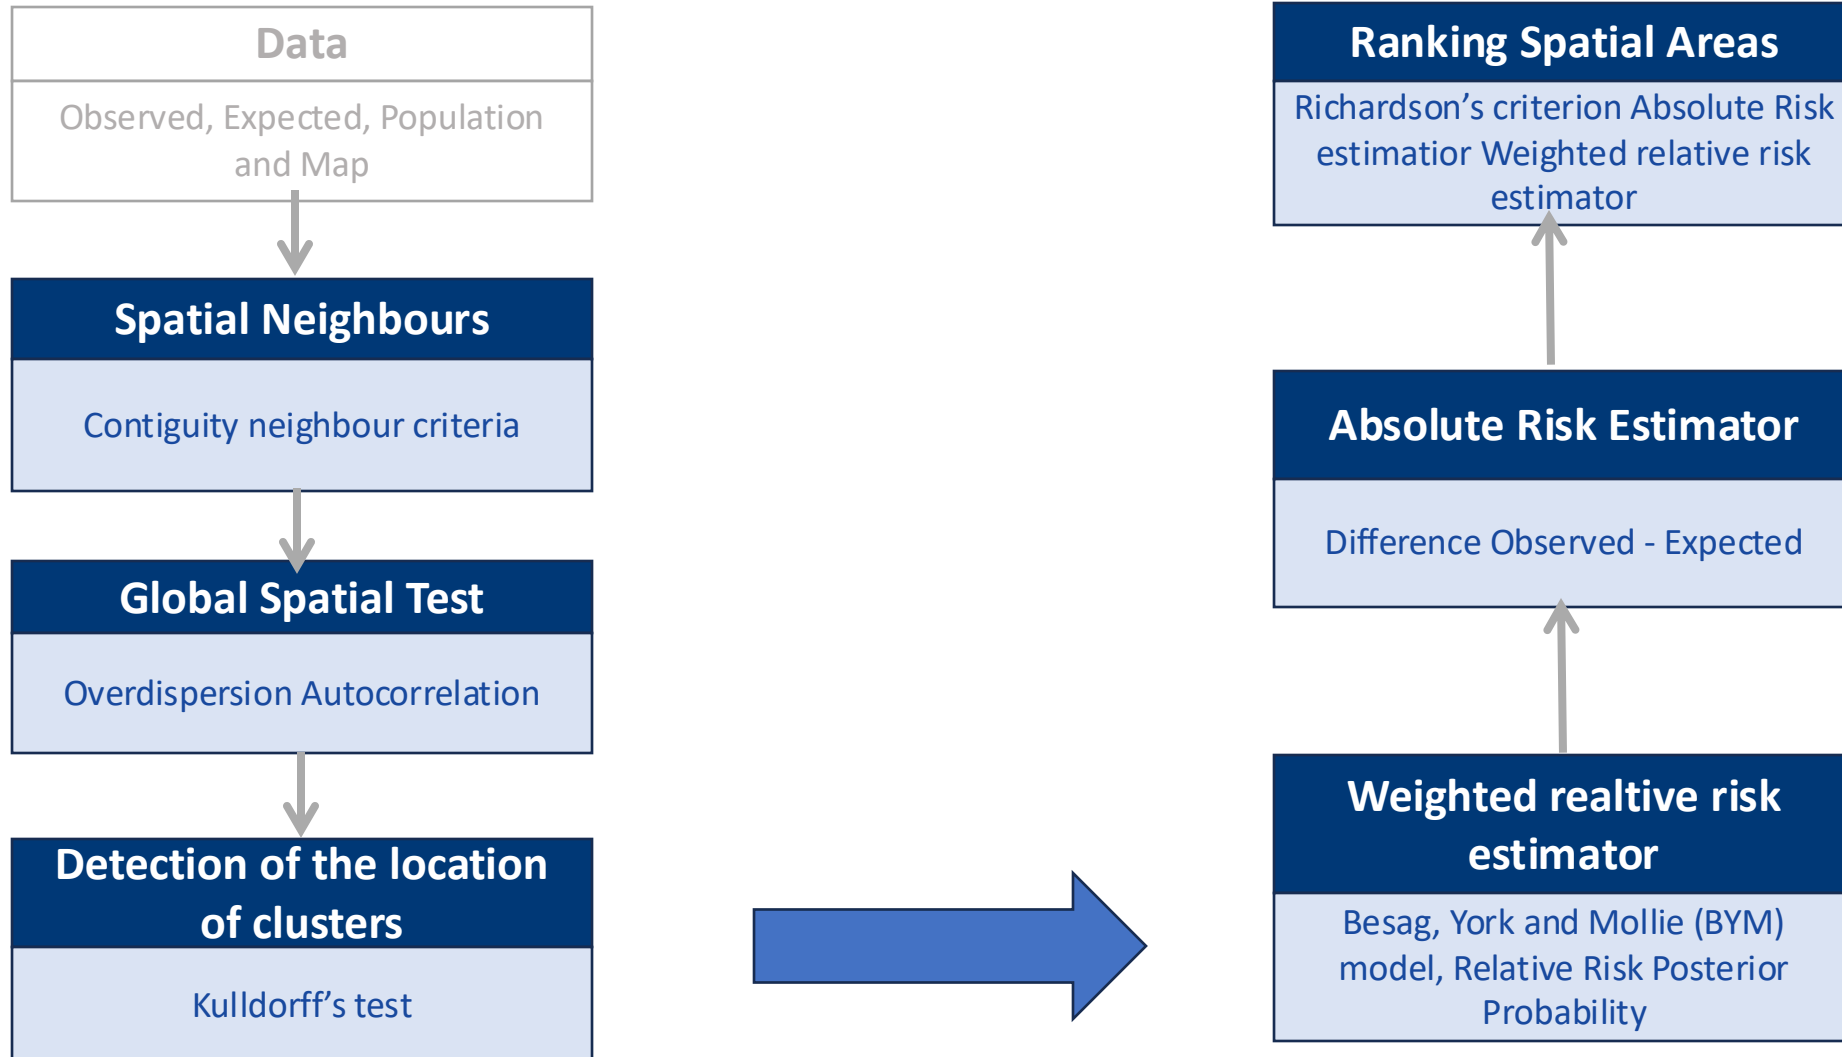 Data
Observed, Expected, Population
and Map
Spatial Neighbours
Contiguity neighbour criteria
Global Spatial Test
Overdispersion Autocorrelation
Detection of the location
of clusters
Kulldorff’s test
Ranking Spatial Areas
Richardson’s criterion Absolute Risk
estimatior Weighted relative risk
estimator
Absolute Risk Estimator
Difference Observed - Expected
Weighted realtive risk
estimator
Besag, York and Mollie (BYM)
model, Relative Risk Posterior
Probability